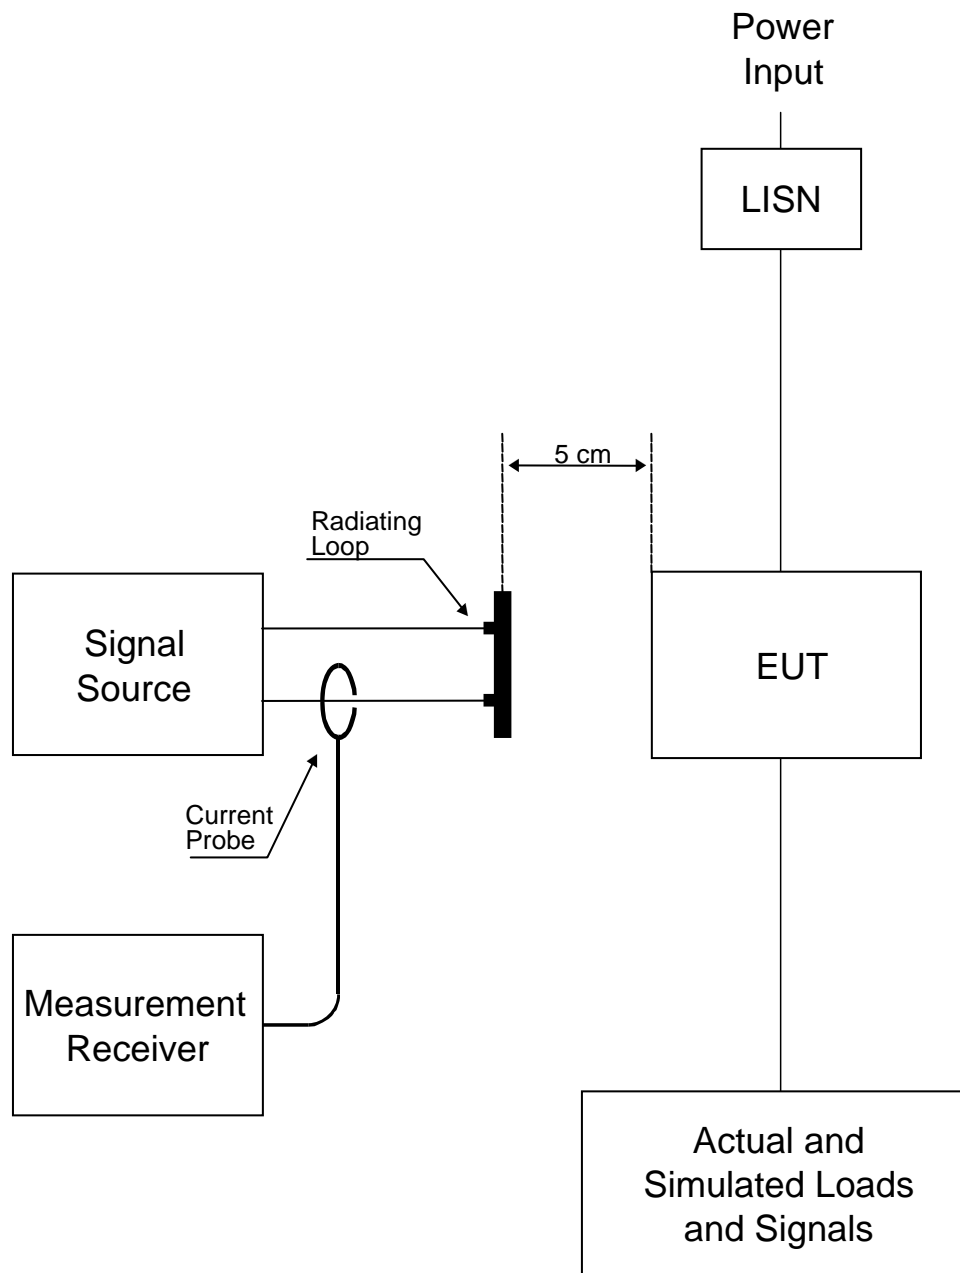 Power
Input
LISN
5 cm
Radiating
Loop
Signal
Source
EUT
Current
Probe
Measurement
Receiver
Actual and
Simulated Loads
and Signals